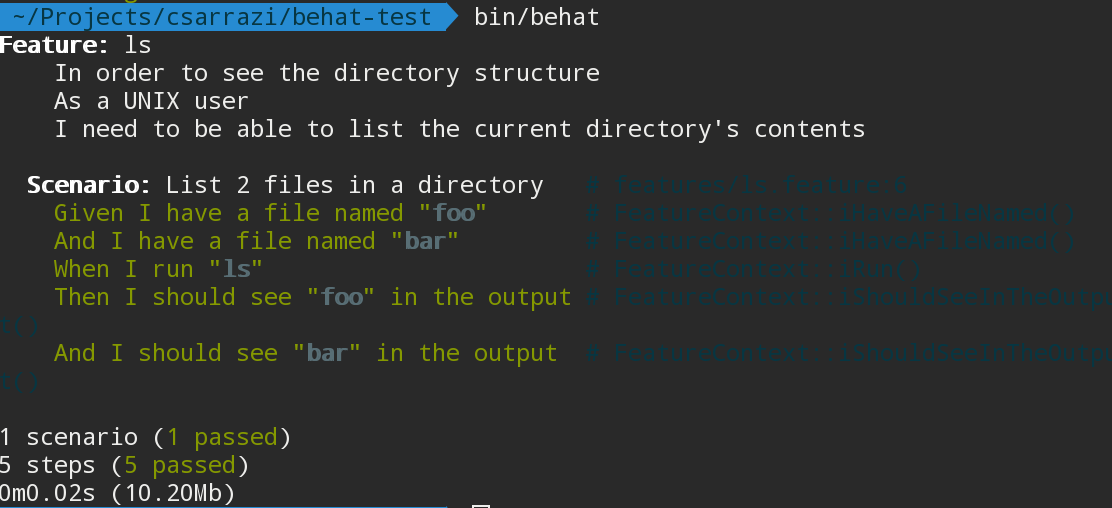 ~/Projects/csarrazi/behat-test bin/behat
Feature: ls
In order to see the directory structure
As a UNIX user
I need to be able to list the current directory's contents
Scenario: List 2 files in a directory # features/ls.feature:6
Given I have a file named "foo" # FeatureContext::iHaveAFileNamed()
And I have a file named "bar" # FeatureContext::iHaveAFileNamed()
When I run "ls" # FeatureContext::iRun()
Then I should see "foo" in the output # FeatureContext::iShouldSeeInTheOutpu
t()
And I should see "bar" in the output # FeatureContext::iShouldSeeInTheOutpu
t()
1 scenario (1 passed)
5 steps (5 passed)
0m0.02s (10.20Mb)